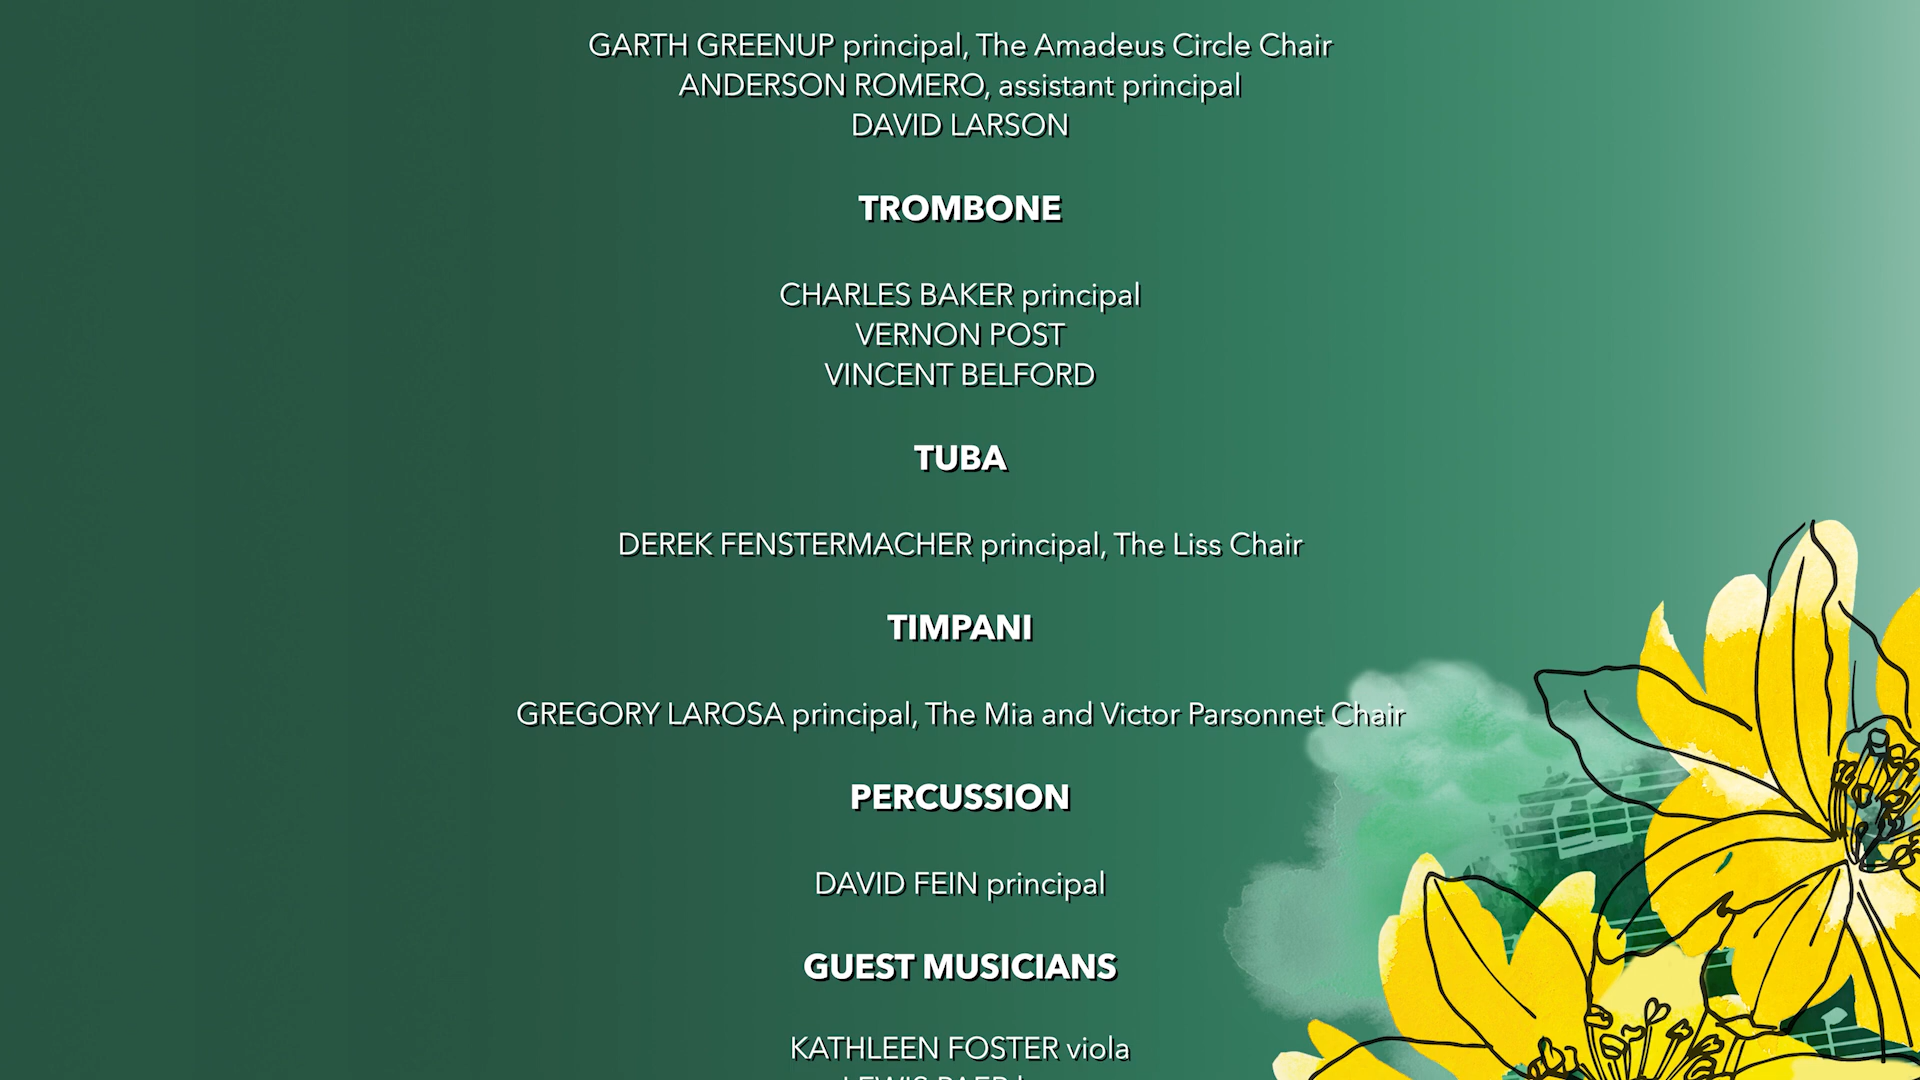 GARTH GREENUP principal, The Amadeus Circle Chair
ANDERSON ROMERO, assistant principal
DAVID LARSON
TROMBONE
CHARLES BAKER principal
VERNON POST
VINCENT BELFORD
TUBA
DEREK FENSTERMACHER principal, The Liss Chair
TIMPANI
GREGORY LAROSA principal, The Mia and Victor Parsonnet Chair
PERCUSSION
DAVID FEIN principal
GUEST MUSICIANS
KATHLEEN FOSTER viola